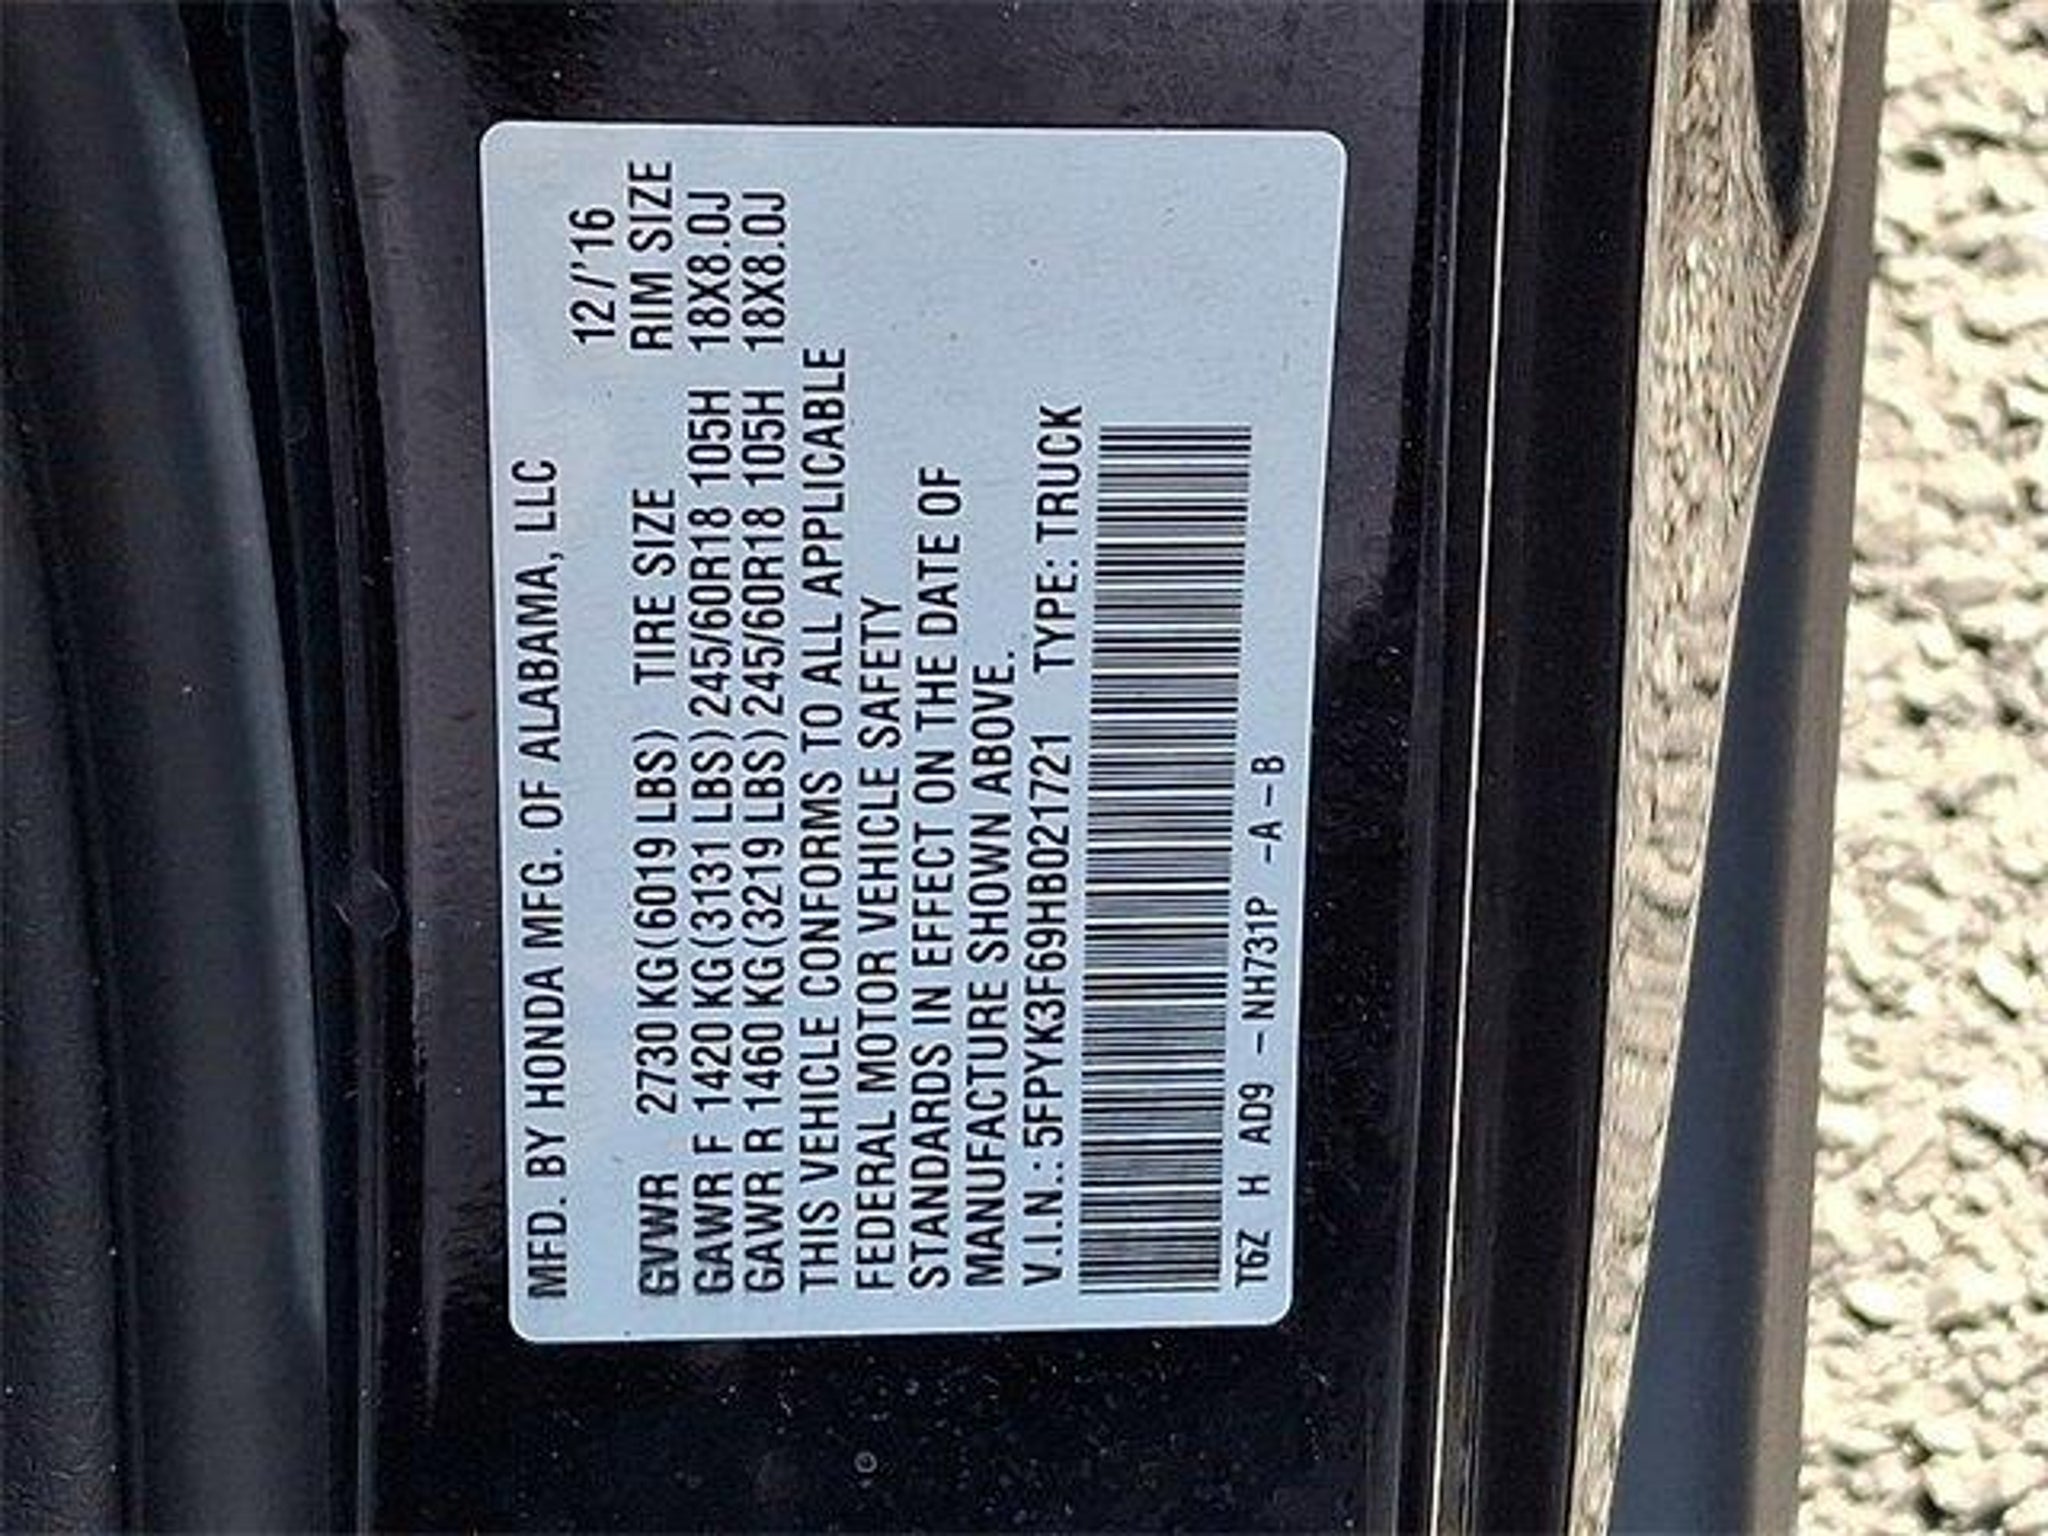 MFD. BY HONDA MFG. OF ALABAMA, LLC
12/'16
GVWR 2730 KG(6019 LBS) TIRE SIZE RIM SIZE
GAWR F 1420 KG(3131 LBS) 245/60R18 105H 18X8.0J
GAWR R 1460 KG(3219 LBS) 245/60R18 105H 18X8.0J
THIS VEHICLE CONFORMS TO ALL APPLICABLE
FEDERAL MOTOR VEHICLE SAFETY
STANDARDS IN EFFECT ON THE DATE OF
MANUFACTURE SHOWN ABOVE.
V.I.N.: 5FPYK3F69HB021721 TYPE: TRUCK
T6Z H AD9 -NH731P -A-B